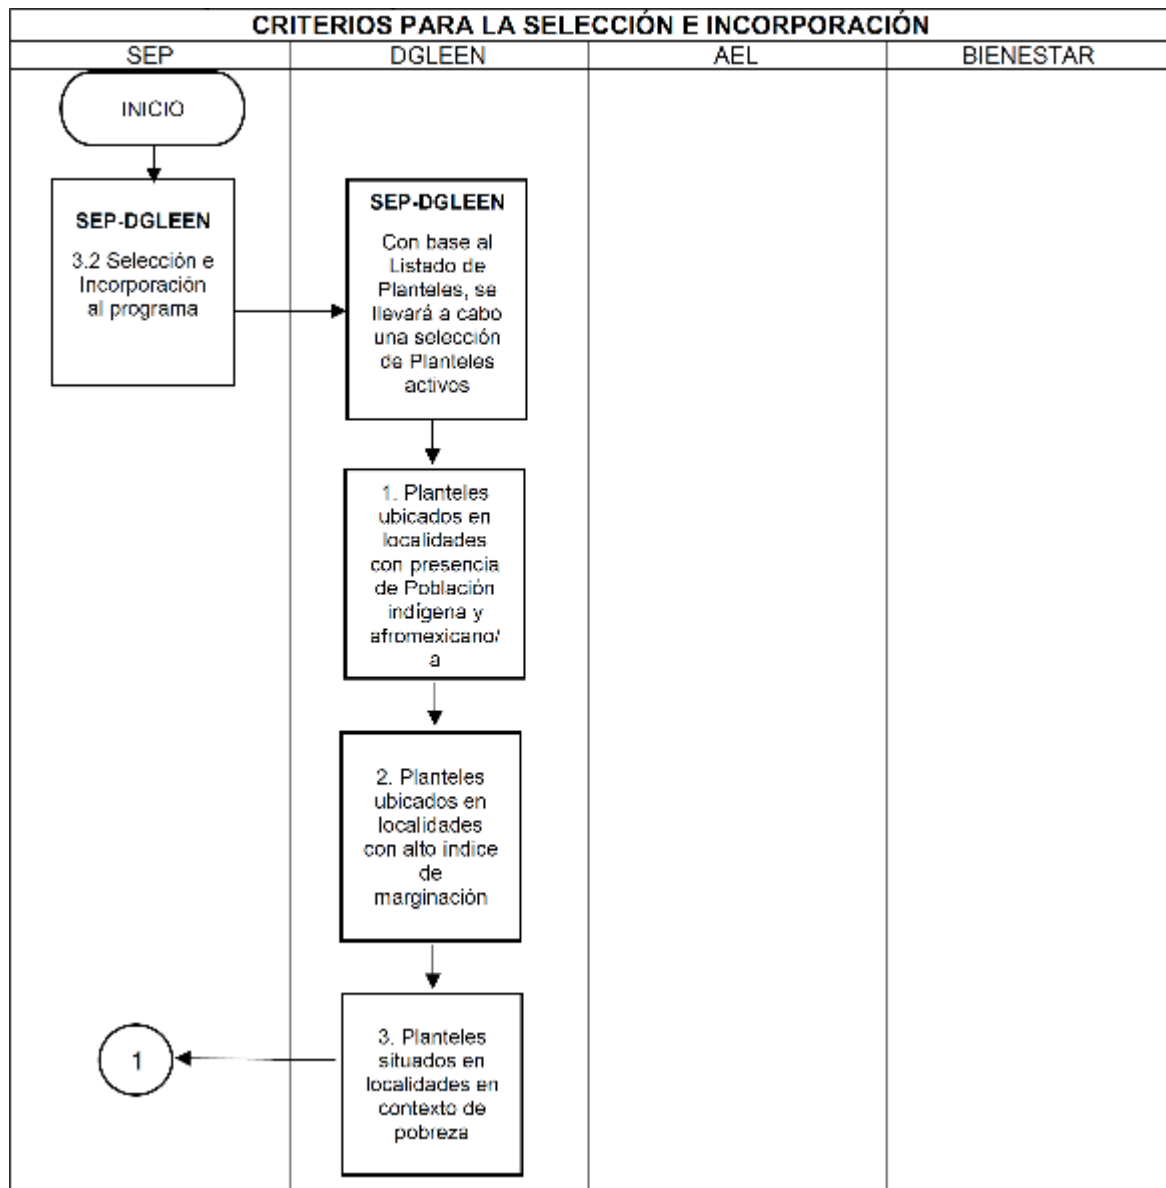 CRITERIOS PARA LA SELECCIÓN E INCORPORACIÓN
SEP
DGLEEN
AEL
BIENESTAR
INICIO
SEP-DGLEEN
3.2 Selección e
Incorporación
al programa
SEP-DGLEEN
Con base al
Listado de
Planteles, se
llevará a cabo
una selección
de Planteles
activos
1. Planteles
ubicados en
localidades
con presencia
de Población
indígena y
afromexicano/
a
2. Planteles
ubicados en
localidades
con alto indice
de
marginación
3. Planteles
situados en
localidades en
contexto de
pobreza
1